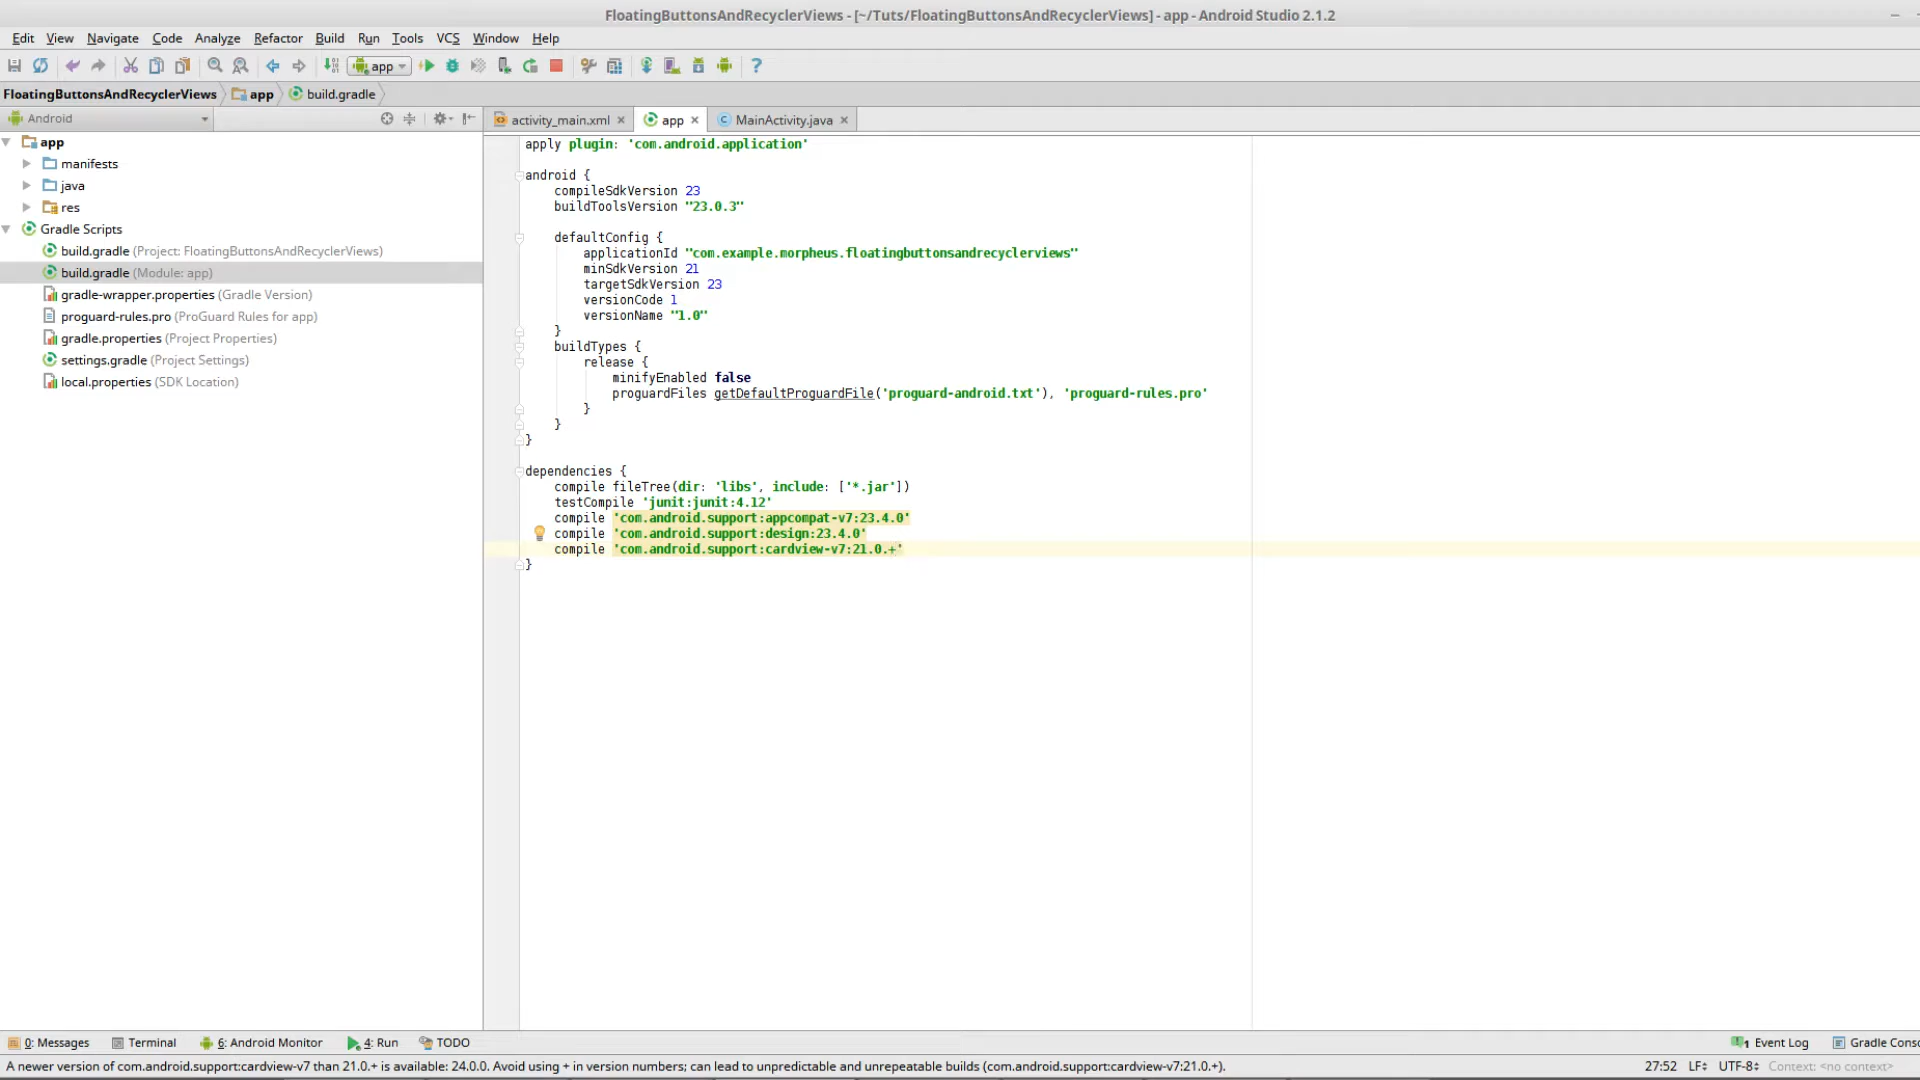 FloatingButtonsAndRecyclerViews - [~/Tuts/FloatingButtonsAndRecyclerViews] - app - Android Studio 2.1.2
Edit View Navigate Code Analyze Refactor Build Run Tools VCS Window Help
app
FloatingButtonsAndRecyclerViews app build.gradle
Android
activity_main.xml app MainActivity.java
app
manifests
java
res
Gradle Scripts
build.gradle (Project: FloatingButtonsAndRecyclerViews)
build.gradle (Module: app)
gradle-wrapper.properties (Gradle Version)
proguard-rules.pro (ProGuard Rules for app)
gradle.properties (Project Properties)
settings.gradle (Project Settings)
local.properties (SDK Location)
apply plugin: 'com.android.application'
android {
compileSdkVersion 23
buildToolsVersion "23.0.3"
defaultConfig {
applicationId "com.example.morpheus.floatingbuttonsandrecyclerviews"
minSdkVersion 21
targetSdkVersion 23
versionCode 1
versionName "1.0"
}
buildTypes {
release {
minifyEnabled false
proguardFiles getDefaultProguardFile('proguard-android.txt'), 'proguard-rules.pro'
}
}
}
dependencies {
compile fileTree(dir: 'libs', include: ['*.jar'])
testCompile 'junit:junit:4.12'
compile 'com.android.support:appcompat-v7:23.4.0'
compile 'com.android.support:design:23.4.0'
compile 'com.android.support:cardview-v7:21.0.+'
}
0: Messages Terminal 6: Android Monitor 4: Run TODO 1 Event Log Gradle Conso
A newer version of com.android.support:cardview-v7 than 21.0.+ is available: 24.0.0. Avoid using + in version numbers; can lead to unpredictable and unrepeatable builds (com.android.support:cardview-v7:21.0.+). 27:52 LF UTF-8 Context: <no context>